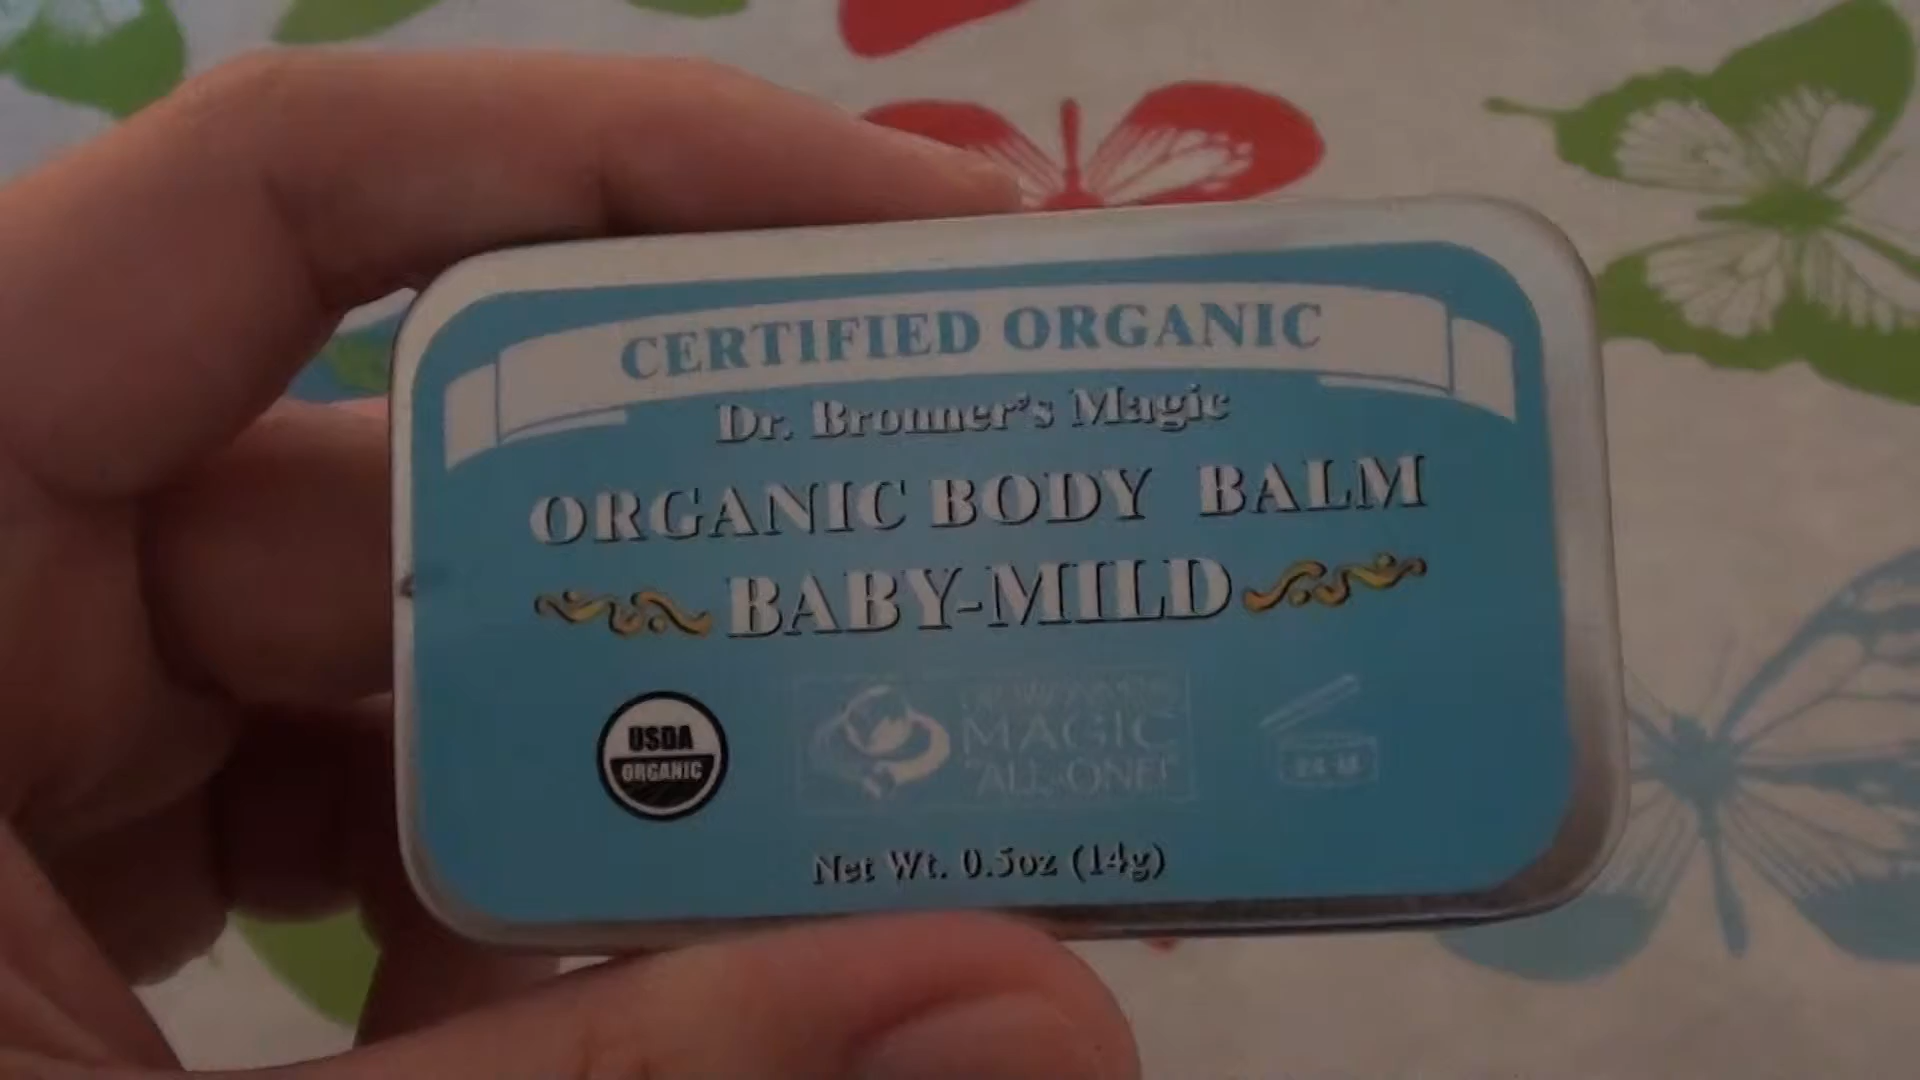 CERTIFIED ORGANIC
Dr. Bronner's Magic
ORGANIC BODY BALM
BABY-MILD
USDA
ORGANIC
MAGIC
"ALL-ONE!"
Net Wt. 0.5oz (14g)